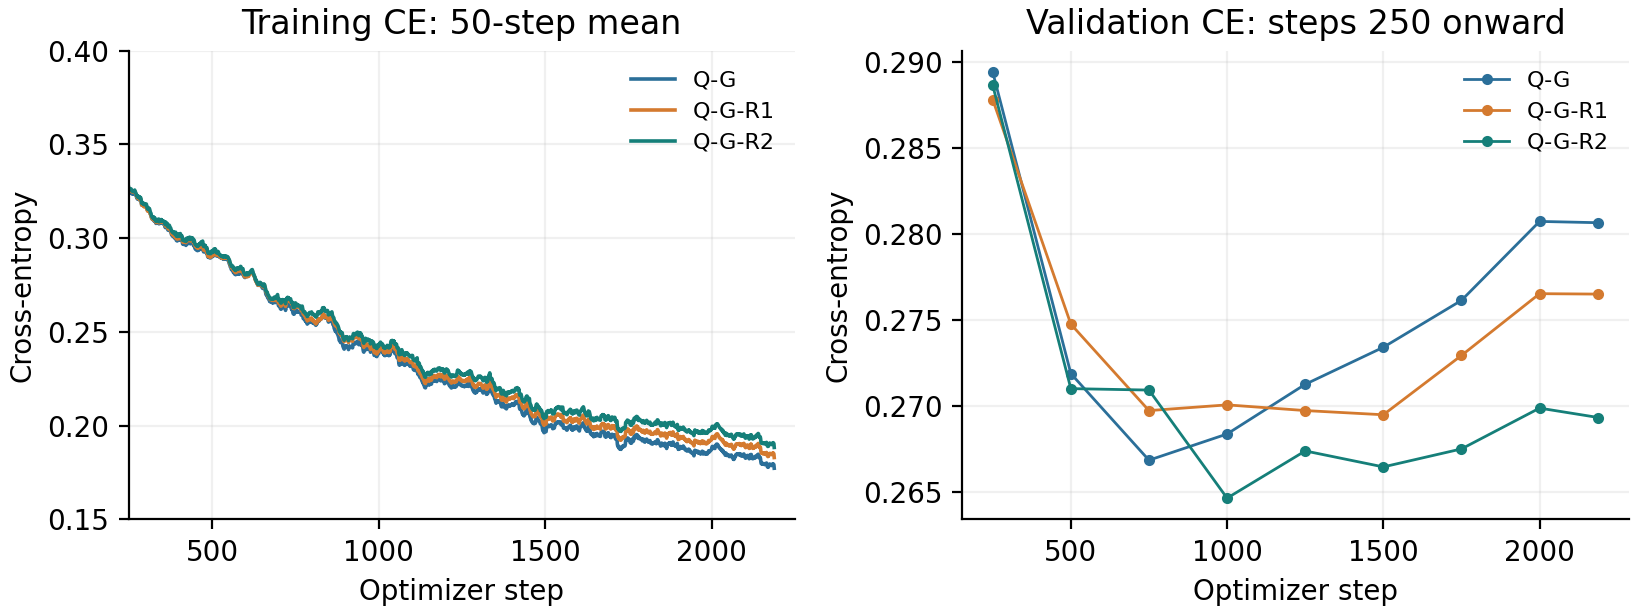 Training CE: 50-step mean
Cross-entropy
0.40
0.35
0.30
0.25
0.20
0.15
Q-G
Q-G-R1
Q-G-R2
500
1000
1500
2000
Optimizer step
Validation CE: steps 250 onward
Cross-entropy
0.290
0.285
0.280
0.275
0.270
0.265
Q-G
Q-G-R1
Q-G-R2
500
1000
1500
2000
Optimizer step